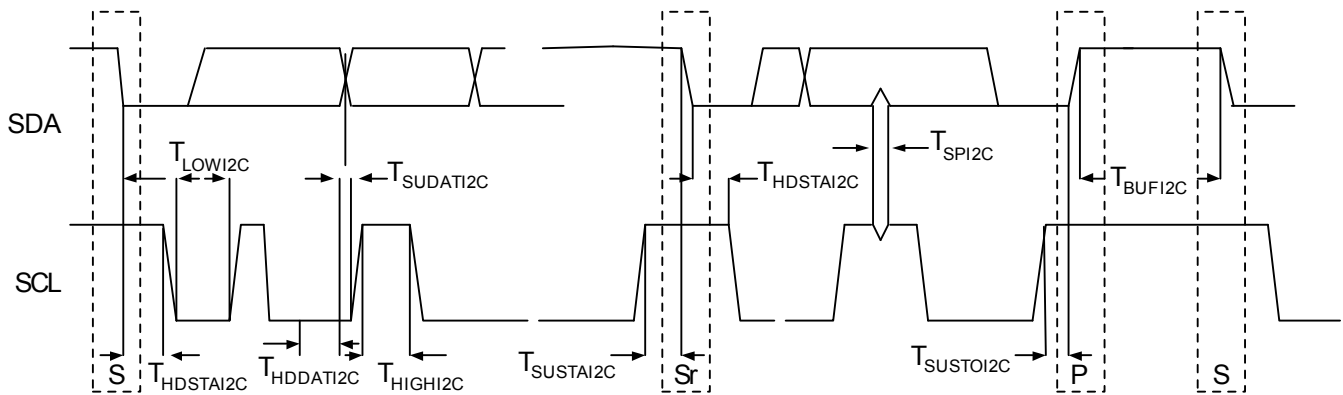 SDA
T_LOWI2C
T_SUDATI2C
T_SPI2C
T_HDSTAI2C
T_BUFI2C
SCL
S
T_HDSTAI2C
T_HDDATI2C
T_HIGHI2C
T_SUSTAI2C
Sr
T_SUSTOI2C
P
S